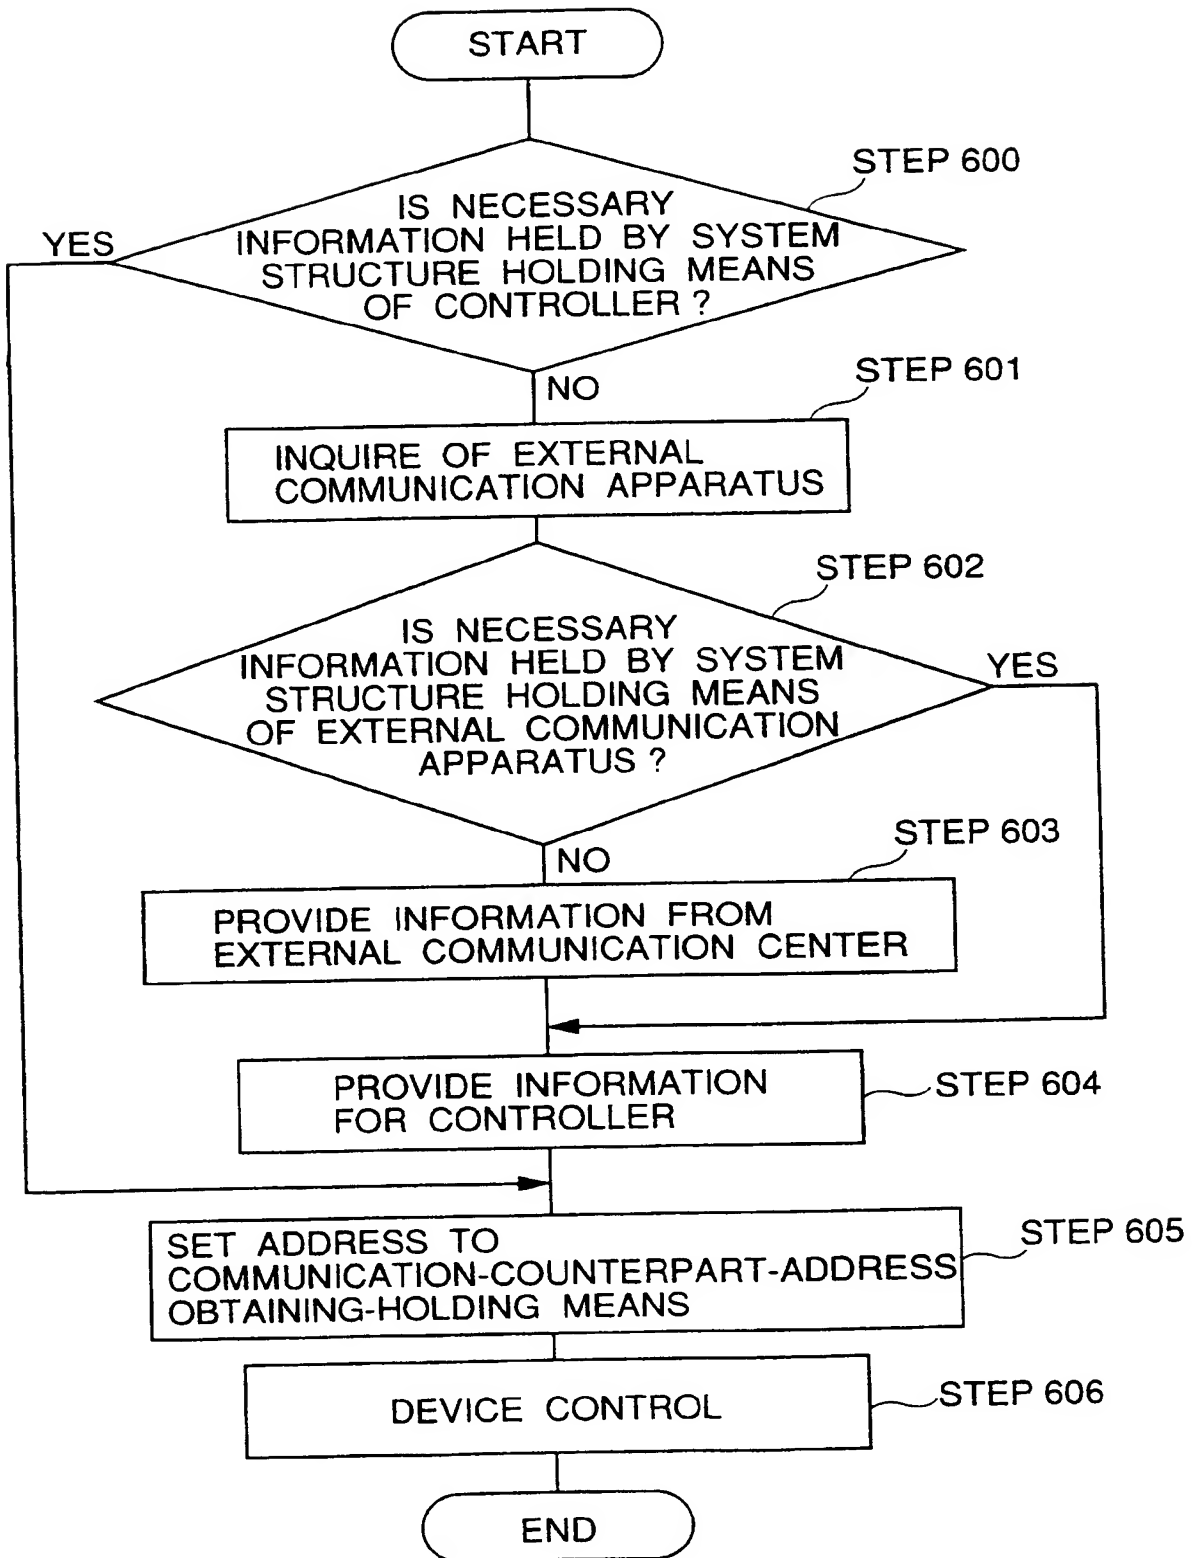 START
STEP 600
IS NECESSARY
INFORMATION HELD BY SYSTEM
STRUCTURE HOLDING MEANS
OF CONTROLLER ?
YES
NO
STEP 601
INQUIRE OF EXTERNAL
COMMUNICATION APPARATUS
STEP 602
IS NECESSARY
INFORMATION HELD BY SYSTEM
STRUCTURE HOLDING MEANS
OF EXTERNAL COMMUNICATION
APPARATUS ?
YES
NO
STEP 603
PROVIDE INFORMATION FROM
EXTERNAL COMMUNICATION CENTER
PROVIDE INFORMATION
FOR CONTROLLER
STEP 604
SET ADDRESS TO
COMMUNICATION-COUNTERPART-ADDRESS
OBTAINING-HOLDING MEANS
STEP 605
DEVICE CONTROL
STEP 606
END